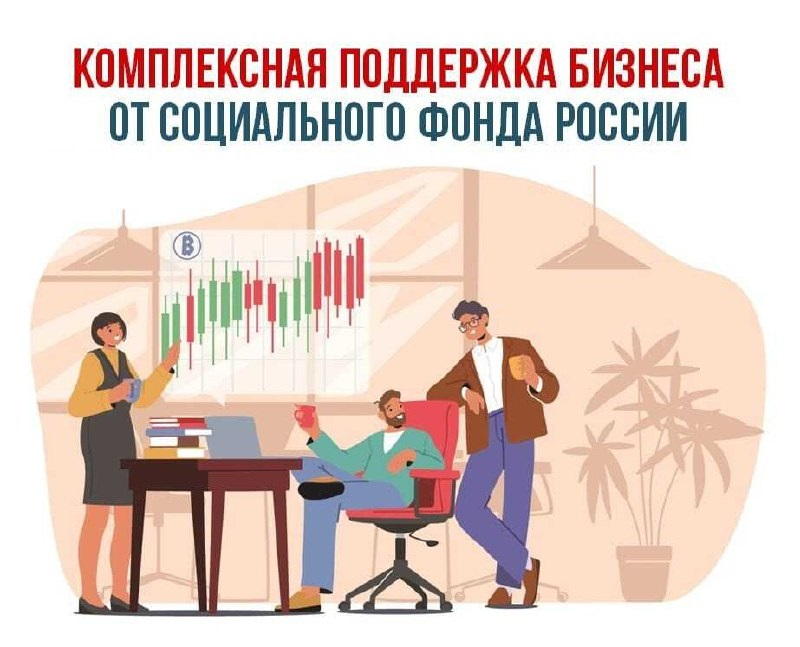 КОМПЛЕКСНАЯ ПОДДЕРЖКА БИЗНЕСА
ОТ СОЦИАЛЬНОГО ФОНДА РОССИИ